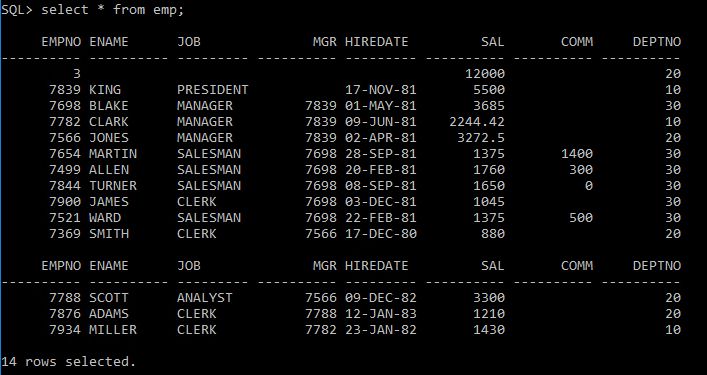 SQL> select * from emp;
     EMPNO ENAME      JOB              MGR HIREDATE         SAL       COMM     DEPTNO
---------- ---------- --------- ---------- --------- ---------- ---------- ----------
         3                                                12000                    20
      7839 KING       PRESIDENT            17-NOV-81       5500                    10
      7698 BLAKE      MANAGER         7839 01-MAY-81       3685                    30
      7782 CLARK      MANAGER         7839 09-JUN-81    2244.42                    10
      7566 JONES      MANAGER         7839 02-APR-81     3272.5                    20
      7654 MARTIN     SALESMAN        7698 28-SEP-81       1375       1400         30
      7499 ALLEN      SALESMAN        7698 20-FEB-81       1760        300         30
      7844 TURNER     SALESMAN        7698 08-SEP-81       1650          0         30
      7900 JAMES      CLERK           7698 03-DEC-81       1045                    30
      7521 WARD       SALESMAN        7698 22-FEB-81       1375        500         30
      7369 SMITH      CLERK           7566 17-DEC-80        880                    20
     EMPNO ENAME      JOB              MGR HIREDATE         SAL       COMM     DEPTNO
---------- ---------- --------- ---------- --------- ---------- ---------- ----------
      7788 SCOTT      ANALYST         7566 09-DEC-82       3300                    20
      7876 ADAMS      CLERK           7788 12-JAN-83       1210                    20
      7934 MILLER     CLERK           7782 23-JAN-82       1430                    10
14 rows selected.